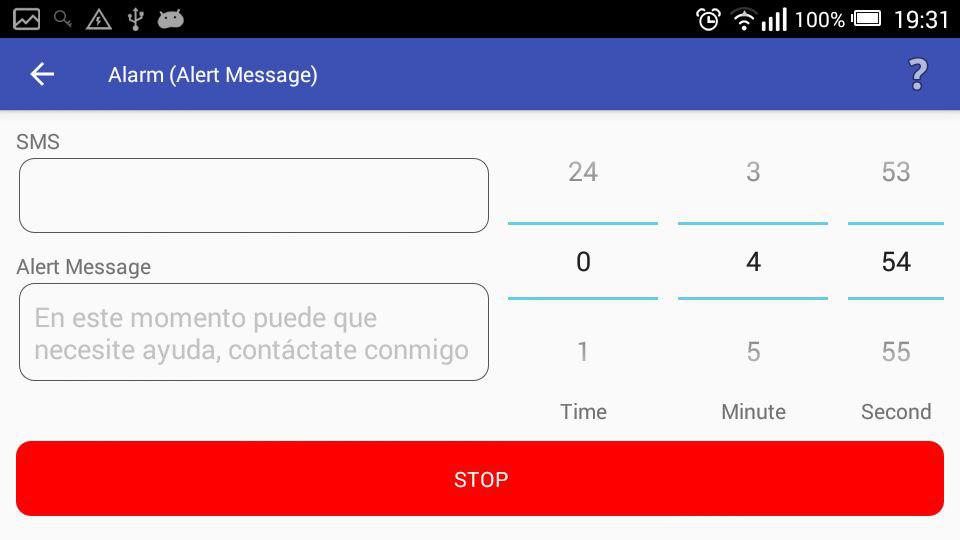 100% 19:31
Alarm (Alert Message) ?
SMS
24 3 53
0 4 54
Alert Message
En este momento puede que
necesite ayuda, contáctate conmigo
1 5 55
Time Minute Second
STOP